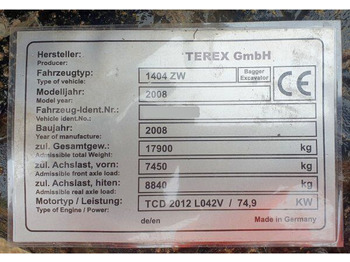 Hersteller: TEREX GmbH
Producer:
Fahrzeugtyp: 1404 ZW Bagger
Vehicle type: Excavator
CE
Modelljahr: 2008
Model year:
Fahrzeug-Ident.Nr.:
Vehicle ident.No.:
Baujahr: 2008
Year of manufacture:
zul. Gesamtgew.: 17900 kg
Admissible total Weight:
zul. Achslast, vorn: 7450 kg
Admissible front axle load:
zul. Achslast, hiten: 8840 kg
Admissible real axle load:
Motortyp / Leistung: TCD 2012 L042V / 74,9 KW
Type of Engine / Power:
de/en Made in Germany